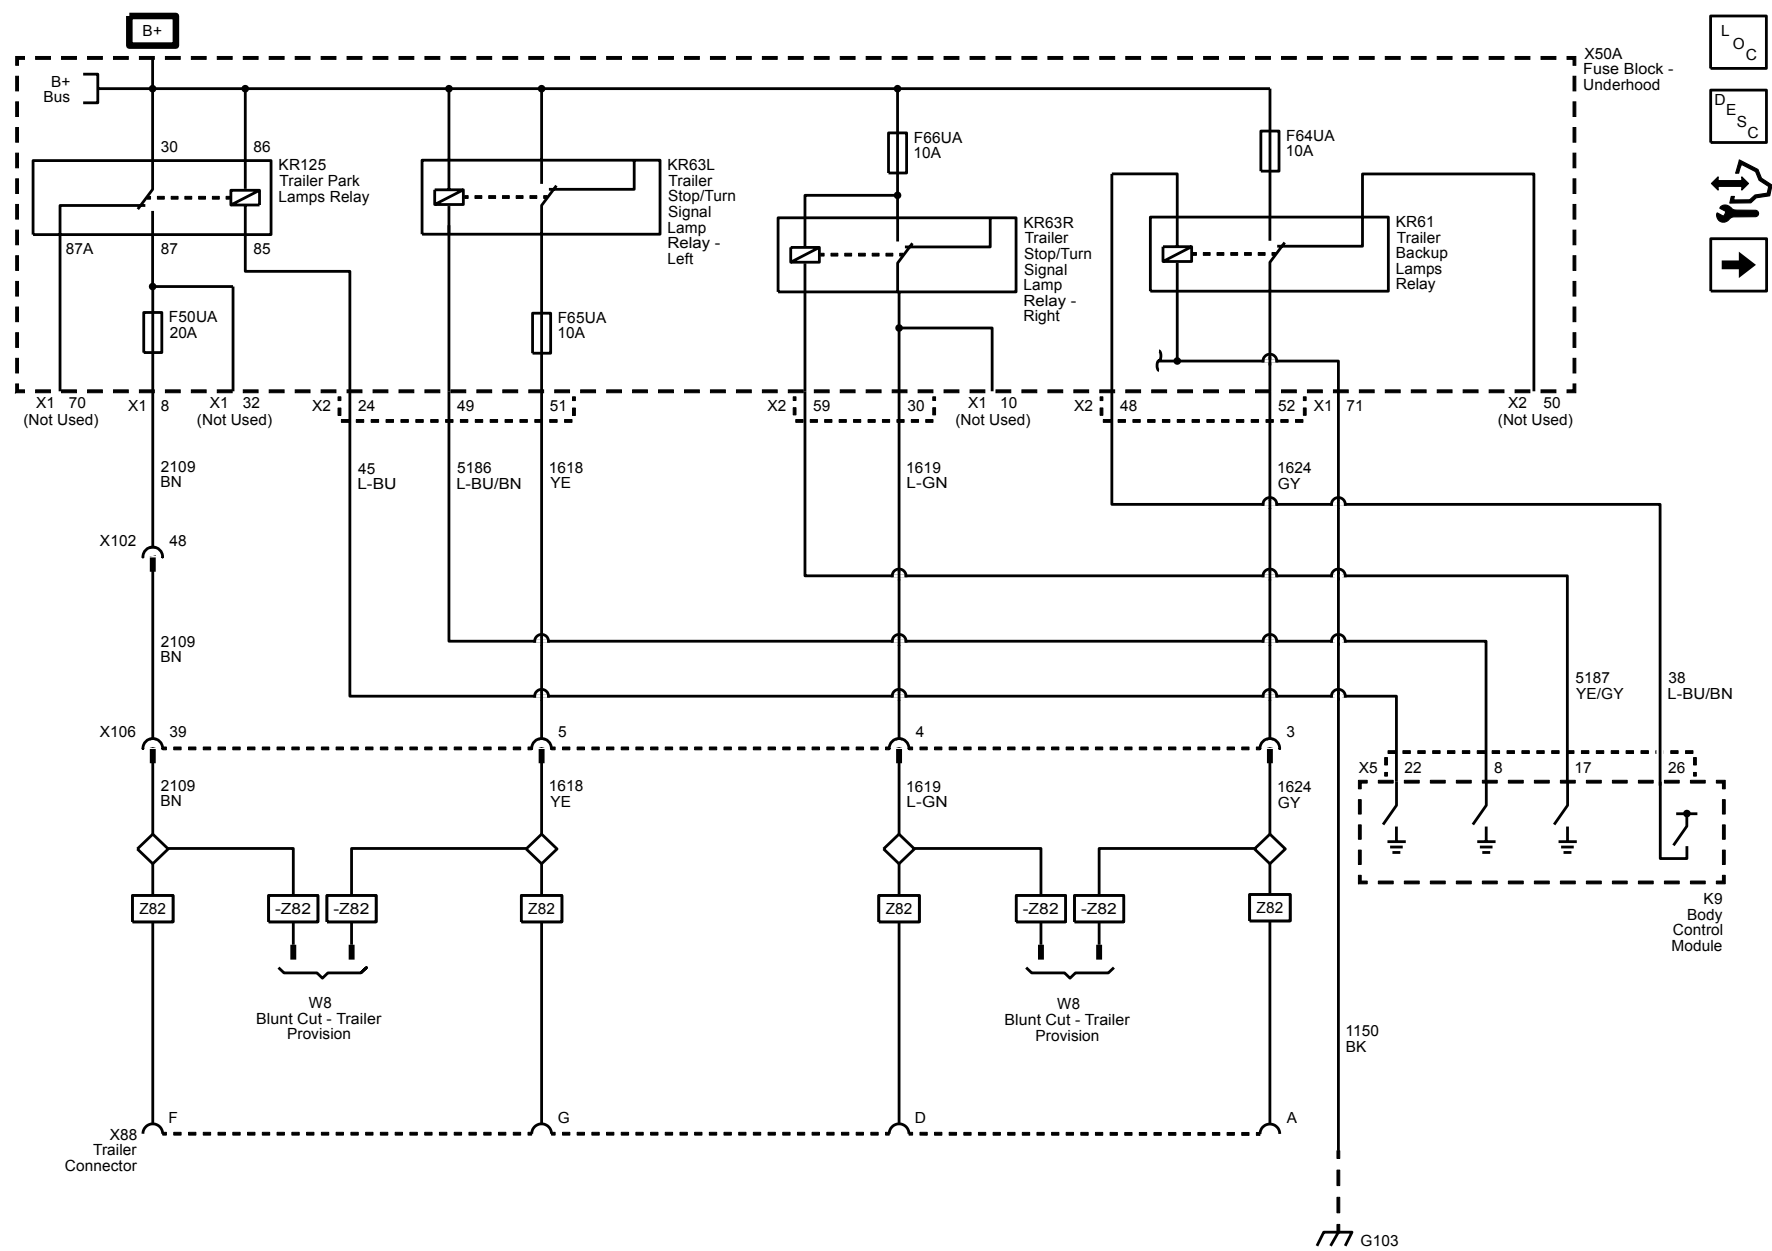 B+
L O C
X50A
Fuse Block -
Underhood
B+
Bus
D E S C
30
86
F66UA
10A
F64UA
10A
KR125
Trailer Park
Lamps Relay
KR63L
Trailer
Stop/Turn
Signal
Lamp
Relay -
Left
KR63R
Trailer
Stop/Turn
Signal
Lamp
Relay -
Right
KR61
Trailer
Backup
Lamps
Relay
87A
87
85
F50UA
20A
F65UA
10A
X1 70
(Not Used)
X1 8
X1 32
(Not Used)
X2 24
49
51
X2 59
30
X1 10
(Not Used)
X2 48
52
X1 71
X2 50
(Not Used)
2109
BN
45
L-BU
5186
L-BU/BN
1618
YE
1619
L-GN
1624
GY
X102 48
2109
BN
5187
YE/GY
38
L-BU/BN
X106 39
5
4
3
X5 22
8
17
26
2109
BN
1618
YE
1619
L-GN
1624
GY
Z82
-Z82
-Z82
Z82
Z82
-Z82
-Z82
Z82
K9
Body
Control
Module
W8
Blunt Cut - Trailer
Provision
W8
Blunt Cut - Trailer
Provision
1150
BK
F
G
D
A
X88
Trailer
Connector
G103